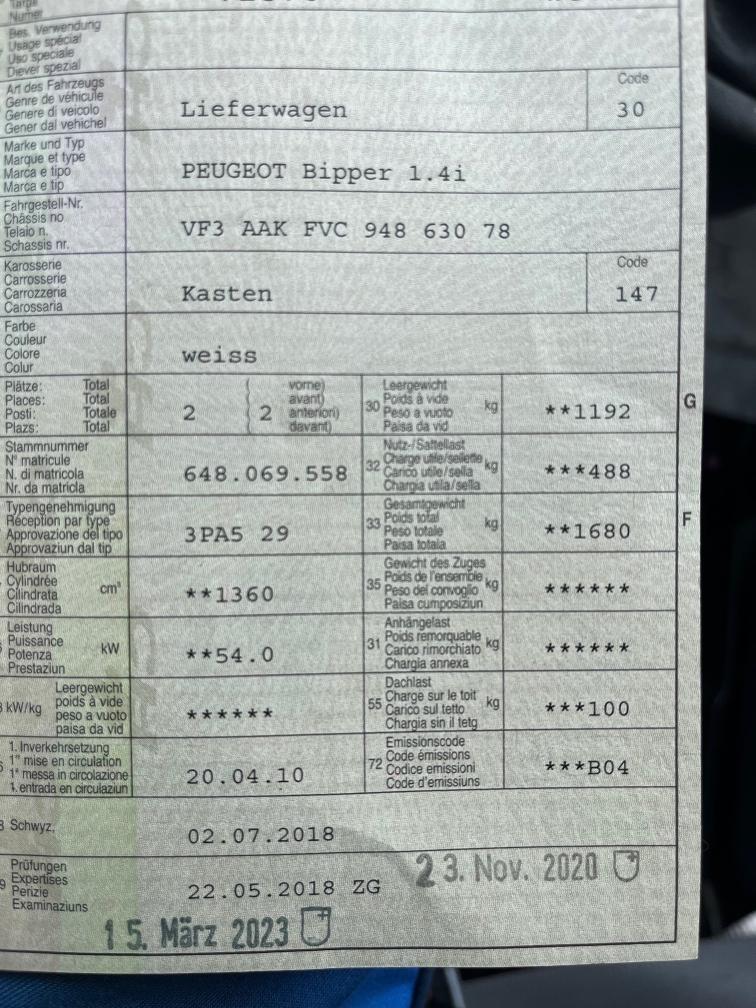 Numer
Bes. Verwendung
Usage spécial
Uso speciale
Diever spezial
Art des Fahrzeugs
Genre de véhicule
Genere di veicolo
Gener dal vehichel
Lieferwagen
Code
30
Marke und Typ
Marque et type
Marca e tipo
Marca e tip
PEUGEOT Bipper 1.4i
Fahrgestell-Nr.
Châssis no
Telaio n.
Schassis nr.
VF3 AAK FVC 948 630 78
Karosserie
Carrosserie
Carrozzeria
Carossaria
Kasten
Code
147
Farbe
Couleur
Colore
Colur
weiss
Plätze: Total
Places: Total
Posti: Totale
Plazs: Total
2 ( 2 vorne)
avant)
anteriori)
davant)
30 Leergewicht
Poids à vide kg
Peso a vuoto
Paisa da vid
**1192
G
Stammnummer
N° matricule
N. di matricola
Nr. da matricla
648.069.558
32 Nutz-/Sattellast
Charge utile/sellette kg
Carico utile/sella
Chargia utila/sella
***488
Typengenehmigung
Réception par type
Approvazione del tipo
Approvaziun dal tip
3PA5 29
33 Gesamtgewicht
Poids total kg
Peso totale
Paisa totala
**1680
F
Hubraum
Cylindrée cm³
Cilindrata
Cilindrada
**1360
35 Gewicht des Zuges
Poids de l'ensemble kg
Peso del convoglio
Paisa cumposiziun
******
Leistung
Puissance kW
Potenza
Prestaziun
**54.0
31 Anhängelast
Poids remorquable kg
Carico rimorchiato
Chargia annexa
******
kW/kg Leergewicht
poids à vide
peso a vuoto
paisa da vid
******
55 Dachlast
Charge sur le toit kg
Carico sul tetto
Chargia sin il tetg
***100
1. Inverkehrsetzung
1re mise en circulation
1a messa in circolazione
1. entrada en circulaziun
20.04.10
72 Emissionscode
Code émissions
Codice emissioni
Code d'emissiuns
***B04
Schwyz,
02.07.2018
Prüfungen
Expertises
Perizie
Examinaziuns
22.05.2018 ZG
23. Nov. 2020
15. März 2023